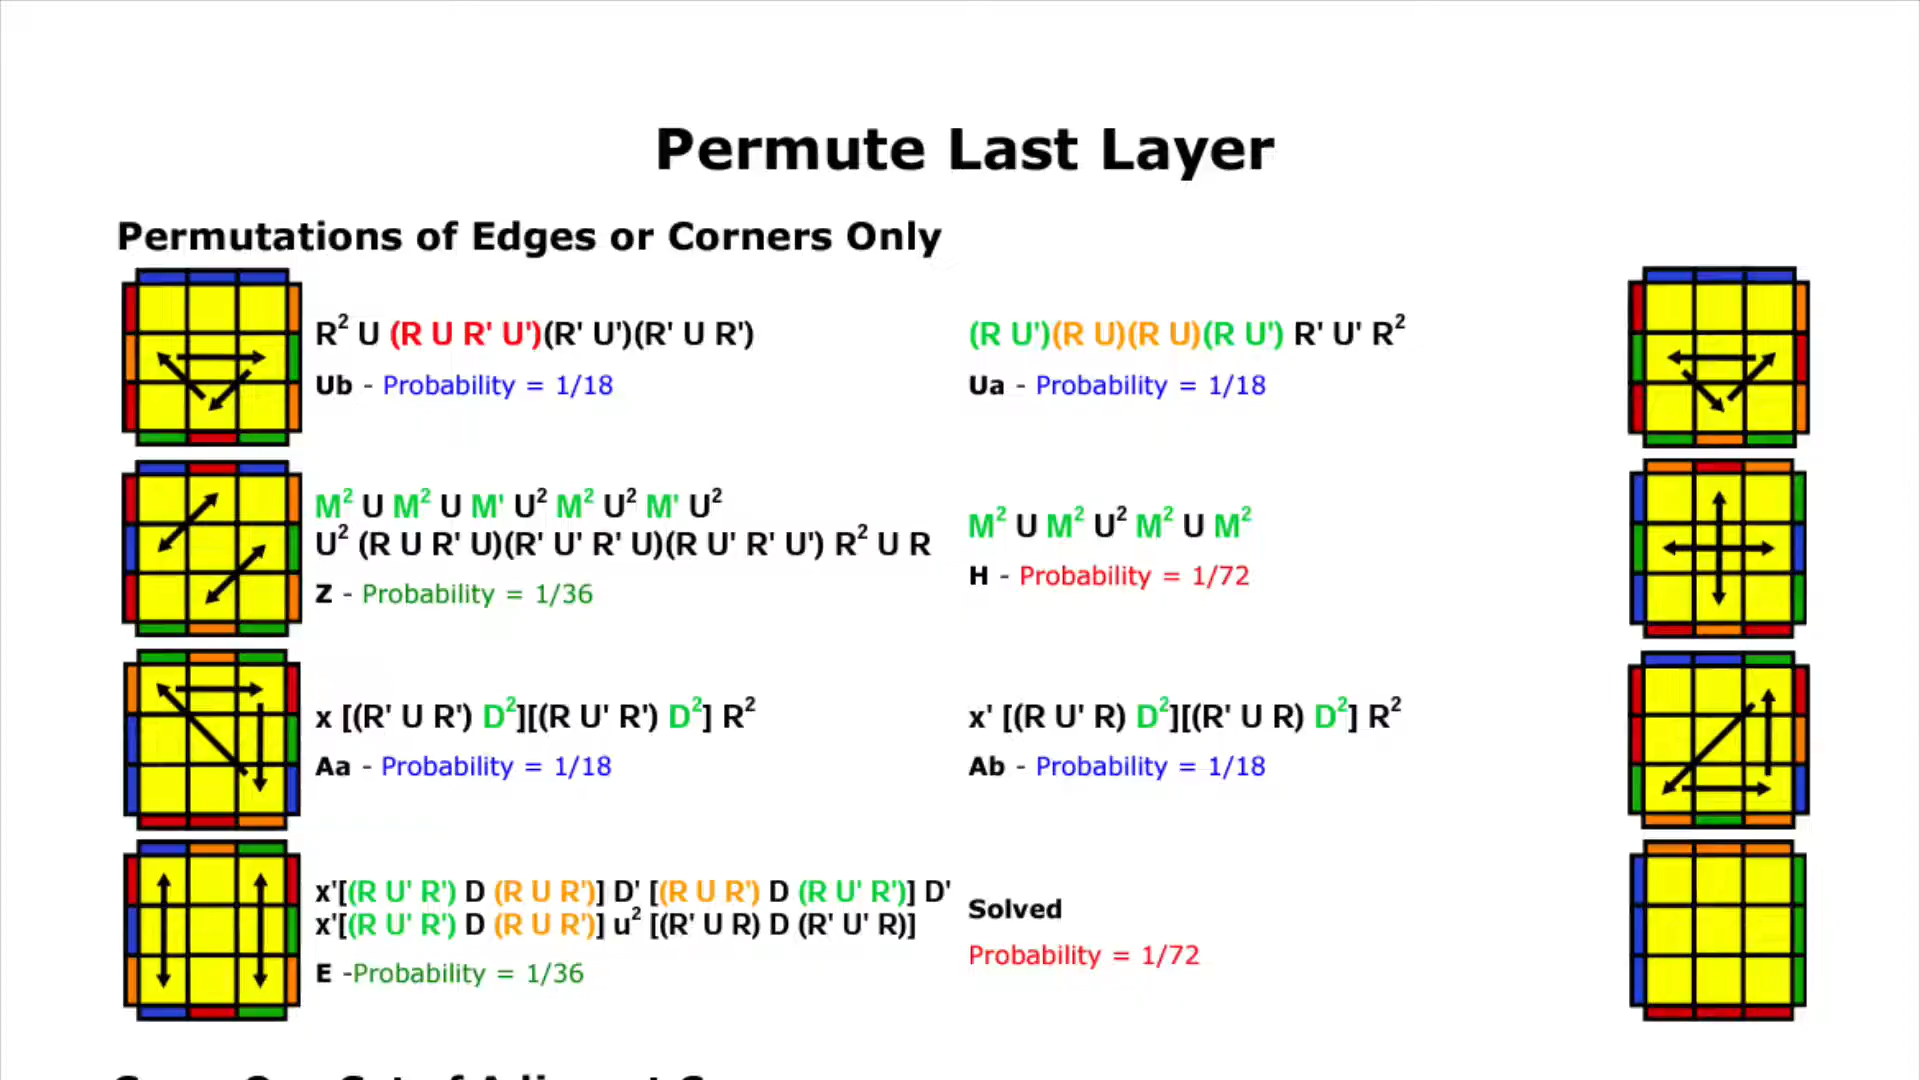 Permute Last Layer
Permutations of Edges or Corners Only
R² U (R U R' U')(R' U')(R' U R')
Ub - Probability = 1/18
(R U')(R U)(R U)(R U') R' U' R²
Ua - Probability = 1/18
M² U M² U M' U² M² U² M' U²
U² (R U R' U)(R' U' R' U)(R U' R' U') R² U R
Z - Probability = 1/36
M² U M² U² M² U M²
H - Probability = 1/72
x [(R' U R') D²][(R U' R') D²] R²
Aa - Probability = 1/18
x' [(R U' R) D²][(R' U R) D²] R²
Ab - Probability = 1/18
x'[(R U' R') D (R U R')] D' [(R U R') D (R U' R')] D'
x'[(R U' R') D (R U R')] u² [(R' U R) D (R' U' R)]
E -Probability = 1/36
Solved
Probability = 1/72